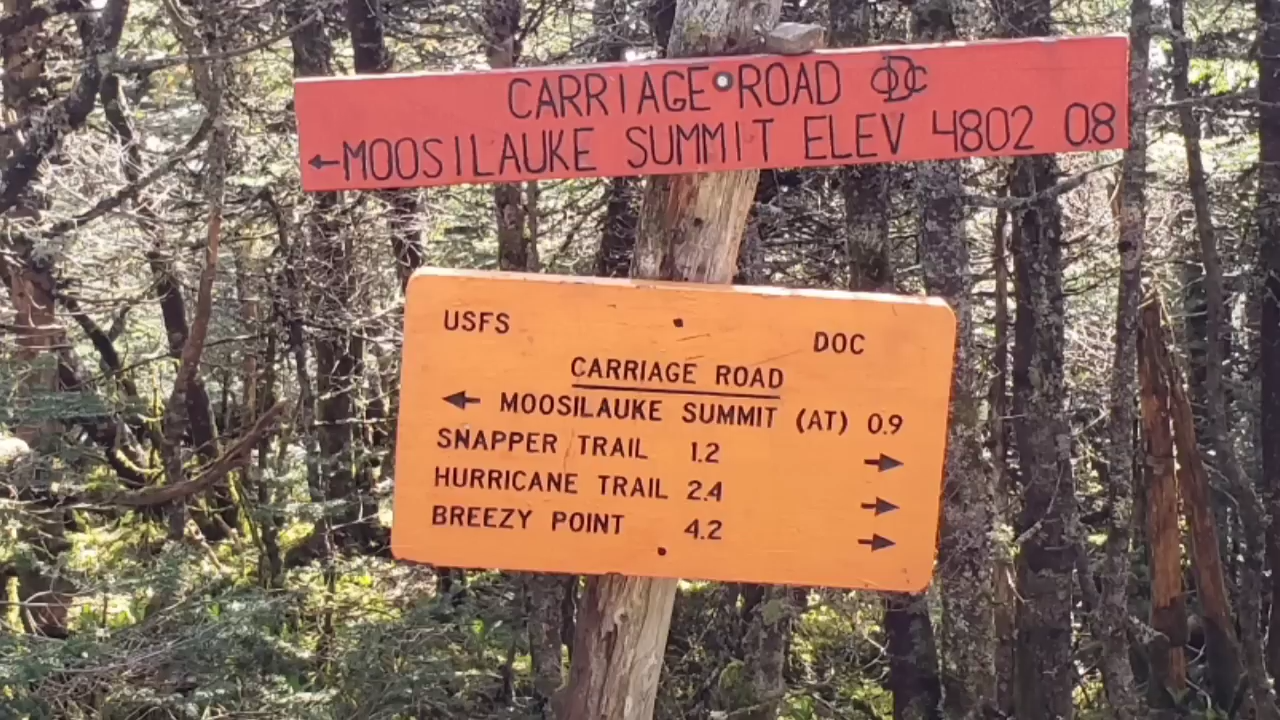 CARRIAGE ROAD DOC
←MOOSILAUKE SUMMIT ELEV 4802 0.8
USFS DOC
CARRIAGE ROAD
← MOOSILAUKE SUMMIT (AT) 0.9
SNAPPER TRAIL 1.2 →
HURRICANE TRAIL 2.4 →
BREEZY POINT 4.2 →